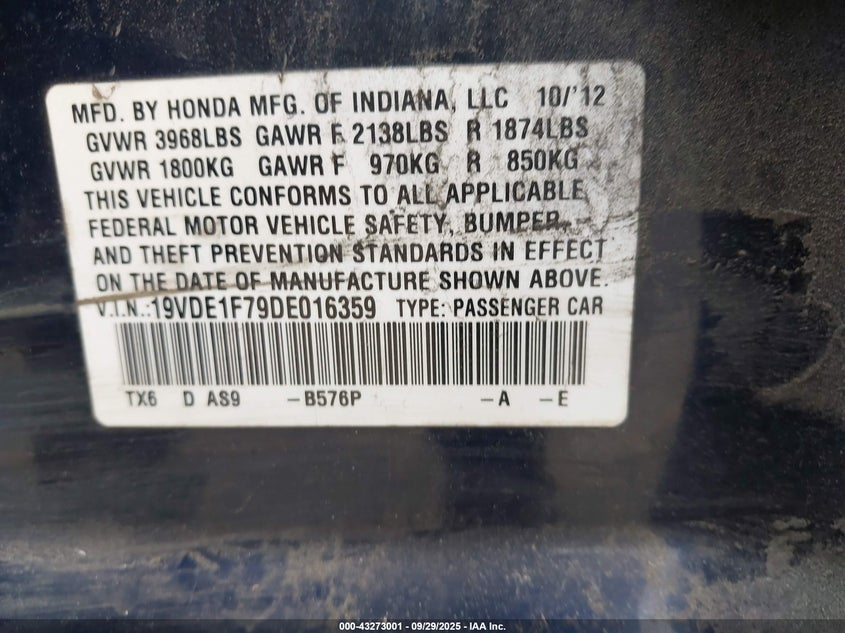 MFD. BY HONDA MFG. OF INDIANA, LLC 10/'12
GVWR 3968LBS GAWR F 2138LBS R 1874LBS
GVWR 1800KG GAWR F 970KG R 850KG
THIS VEHICLE CONFORMS TO ALL APPLICABLE
FEDERAL MOTOR VEHICLE SAFETY, BUMPER,
AND THEFT PREVENTION STANDARDS IN EFFECT
ON THE DATE OF MANUFACTURE SHOWN ABOVE.
V.I.N.:19VDE1F79DE016359 TYPE: PASSENGER CAR
TX6 D AS9 -B576P -A -E
000-43273001 - 09/29/2025 - IAA Inc.